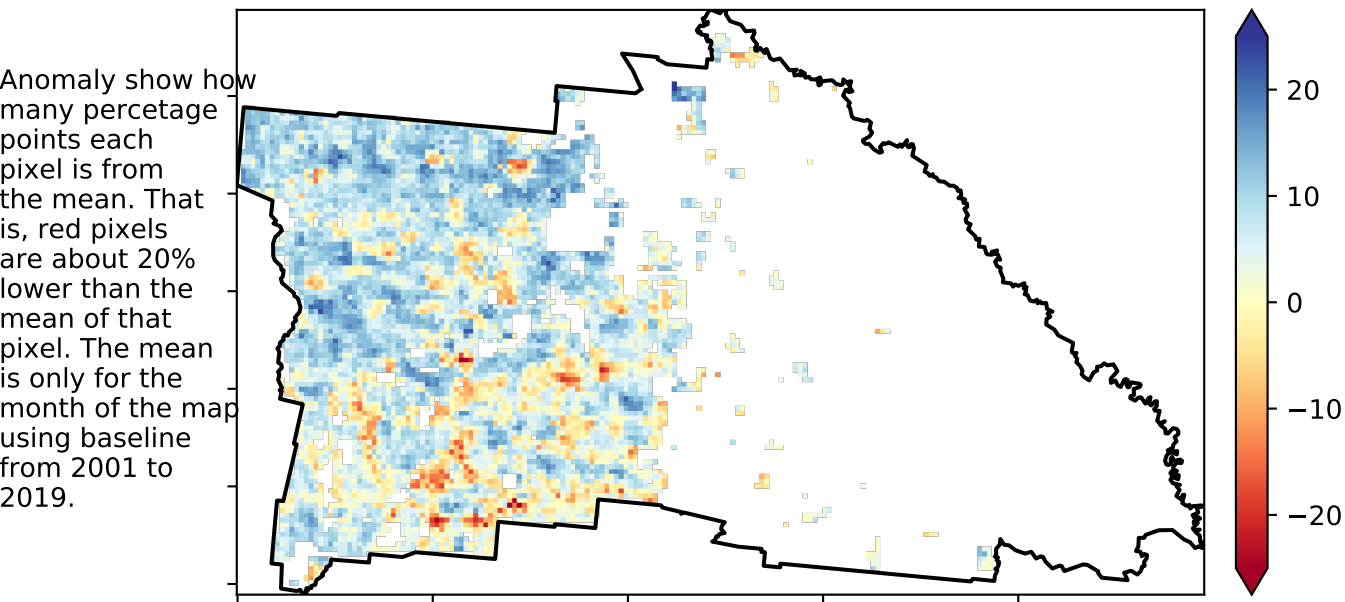 Anomaly show how
many percetage
points each
pixel is from
the mean. That
is, red pixels
are about 20%
lower than the
mean of that
pixel. The mean
is only for the
month of the map
using baseline
from 2001 to
2019.
20
10
0
−10
−20